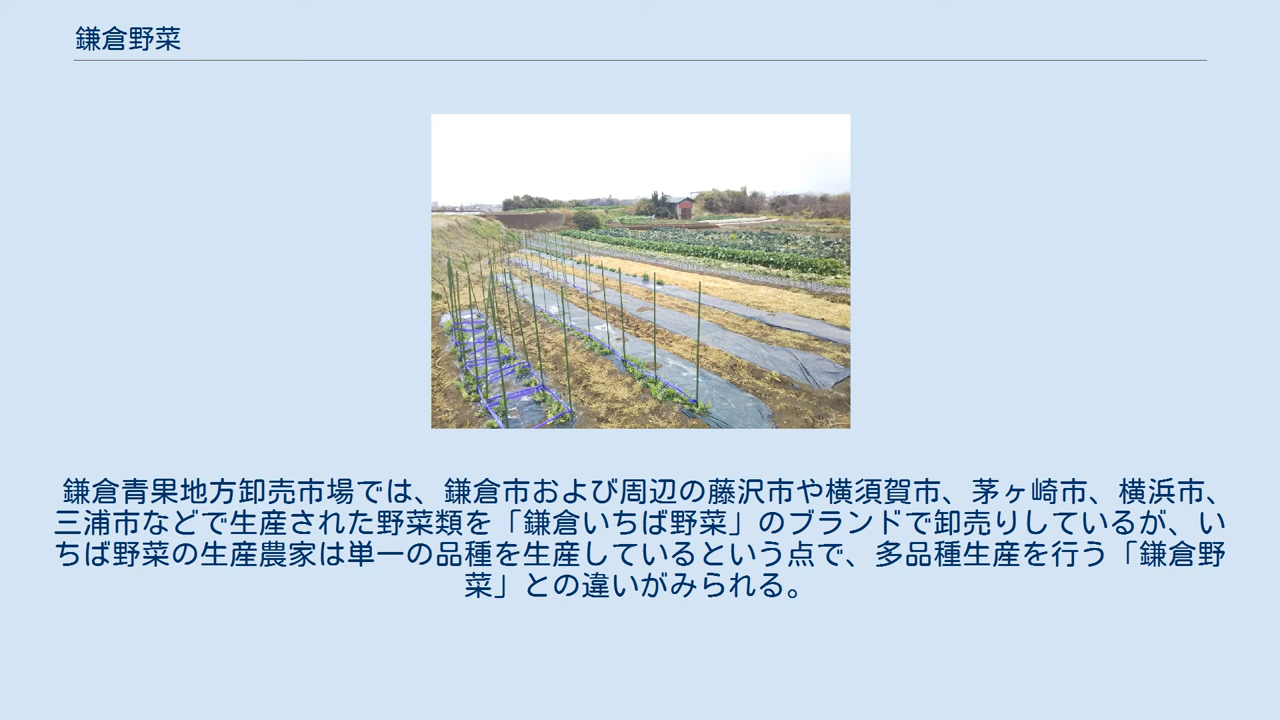 鎌倉野菜
鎌倉青果地方卸売市場では、鎌倉市および周辺の藤沢市や横須賀市、茅ヶ崎市、横浜市、
三浦市などで生産された野菜類を「鎌倉いちば野菜」のブランドで卸売りしているが、い
ちば野菜の生産農家は単一の品種を生産しているという点で、多品種生産を行う「鎌倉野
菜」との違いがみられる。